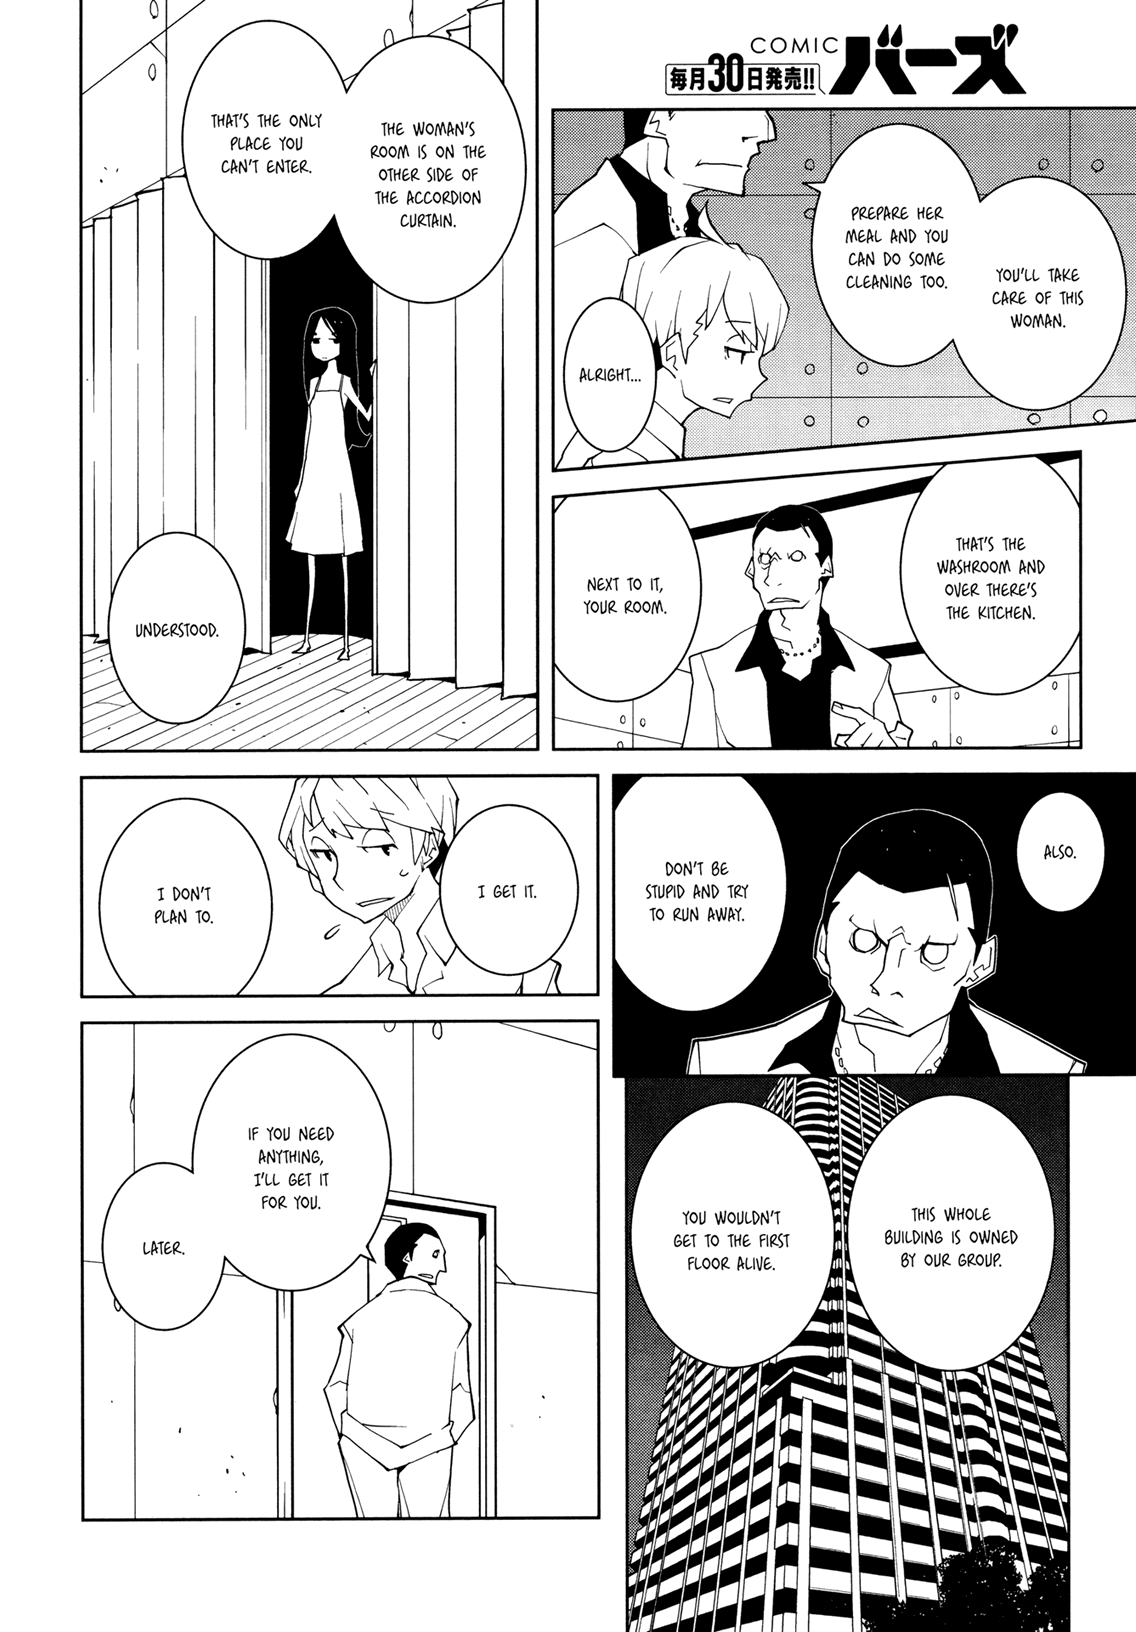 COMIC バーズ
毎月30日発売!!
YOU'LL TAKE
CARE OF THIS
WOMAN.
PREPARE HER
MEAL AND YOU
CAN DO SOME
CLEANING TOO.
ALRIGHT...
THAT'S THE
WASHROOM AND
OVER THERE'S
THE KITCHEN.
NEXT TO IT,
YOUR ROOM.
THE WOMAN'S
ROOM IS ON THE
OTHER SIDE OF
THE ACCORDION
CURTAIN.
THAT'S THE ONLY
PLACE YOU
CAN'T ENTER.
UNDERSTOOD.
ALSO.
DON'T BE
STUPID AND TRY
TO RUN AWAY.
I GET IT.
I DON'T
PLAN TO.
THIS WHOLE
BUILDING IS OWNED
BY OUR GROUP.
YOU WOULDN'T
GET TO THE FIRST
FLOOR ALIVE.
IF YOU NEED
ANYTHING,
I'LL GET IT
FOR YOU.
LATER.